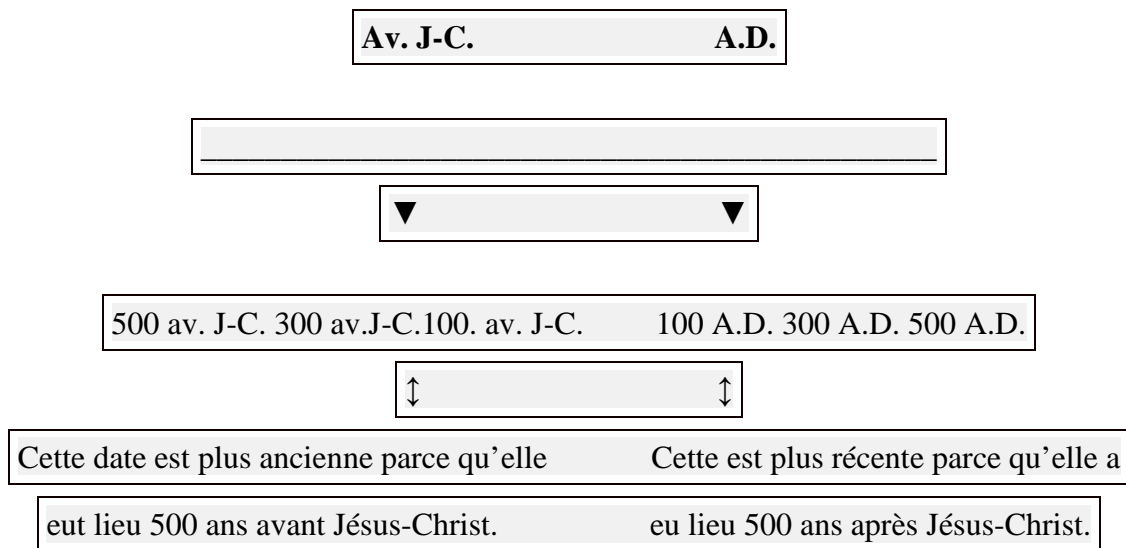 Av. J-C. A.D.
______________________________________________
▼ ▼
500 av. J-C. 300 av.J-C.100. av. J-C. 100 A.D. 300 A.D. 500 A.D.
↕ ↕
Cette date est plus ancienne parce qu’elle Cette est plus récente parce qu’elle a
eut lieu 500 ans avant Jésus-Christ. eu lieu 500 ans après Jésus-Christ.